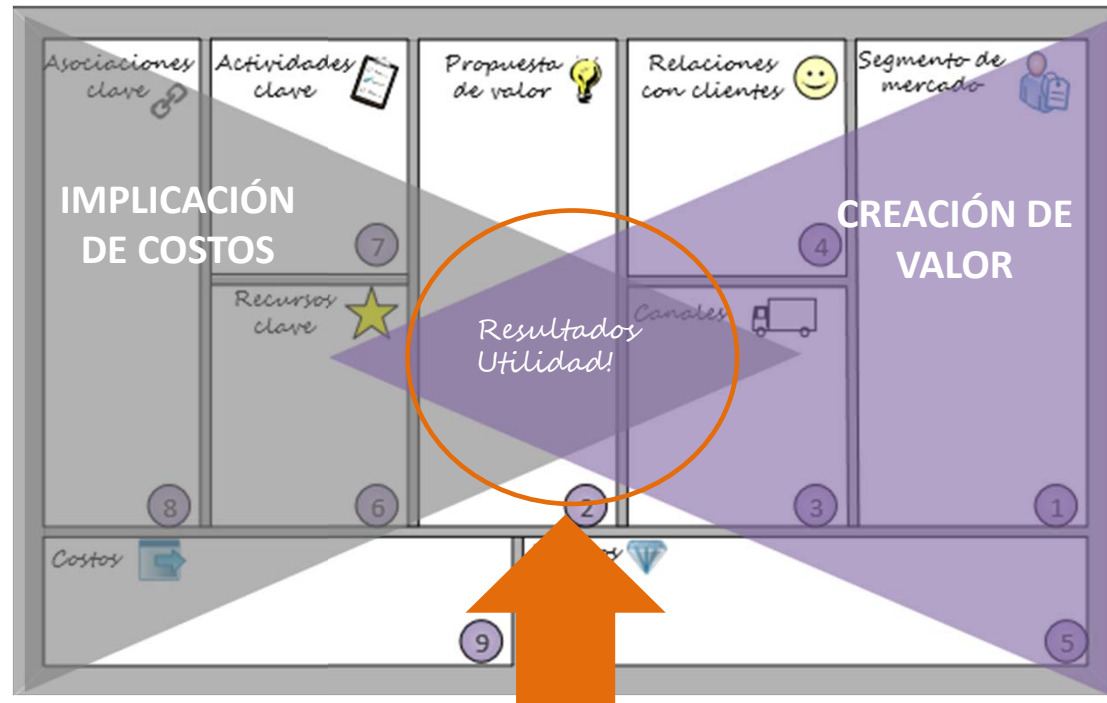 Asociaciones
clave
Actividades
clave
Propuesta
de valor
Relaciones
con clientes
Segmento de
mercado
IMPLICACIÓN
DE COSTOS
CREACIÓN DE
VALOR
7
4
Recursos
clave
Resultados
Utilidad!
Canales
8
6
2
3
1
Costos
9
5